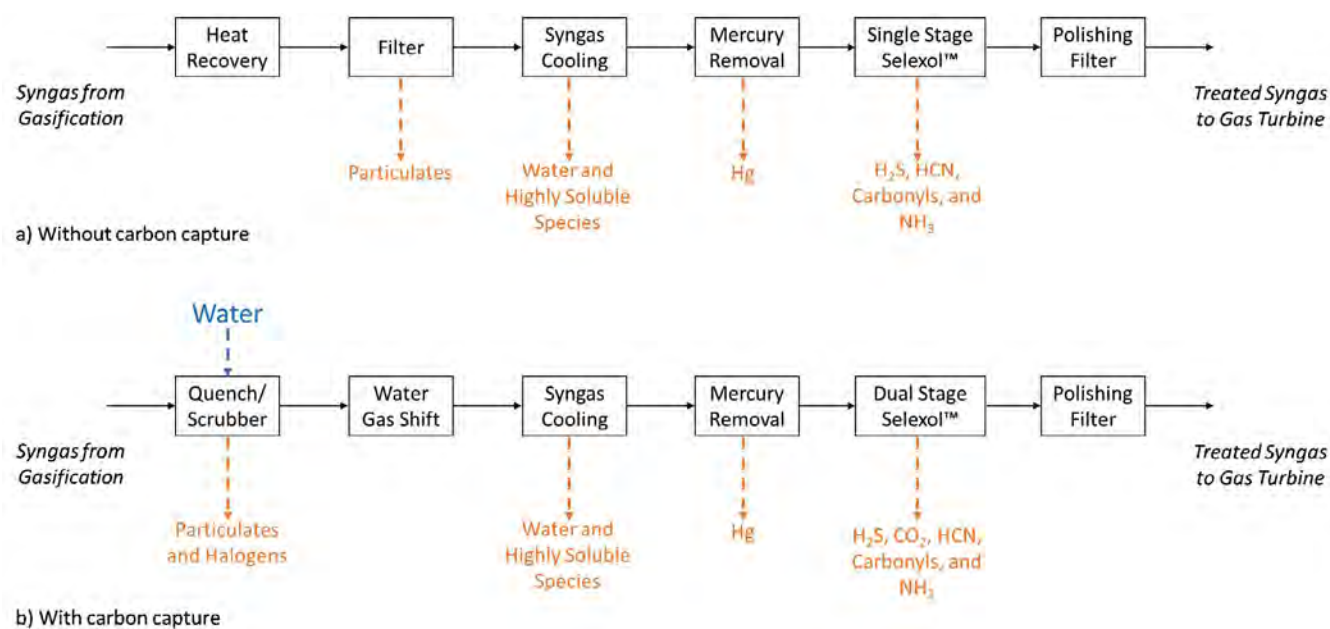 Heat
Recovery
Filter
Syngas
Cooling
Mercury
Removal
Single Stage
Selexol™
Polishing
Filter
Syngas from
Gasification
Treated Syngas
to Gas Turbine
Particulates
Water and
Highly Soluble
Species
Hg
H₂S, HCN,
Carbonyls, and
NH₃
a) Without carbon capture
Water
Quench/
Scrubber
Water
Gas Shift
Syngas
Cooling
Mercury
Removal
Dual Stage
Selexol™
Polishing
Filter
Syngas from
Gasification
Treated Syngas
to Gas Turbine
Particulates
and Halogens
Water and
Highly Soluble
Species
Hg
H₂S, CO₂, HCN,
Carbonyls, and
NH₃
b) With carbon capture